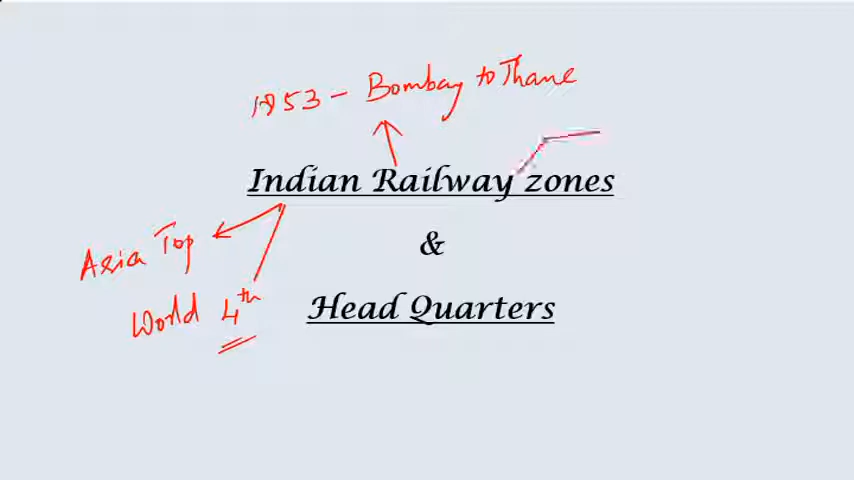 1853 - Bombay to Thane
Indian Railway zones
&
Asia Top
World 4th
Head Quarters